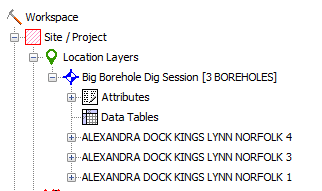 Workspace
Site / Project
Location Layers
Big Borehole Dig Session [3 BOREHOLES]
Attributes
Data Tables
ALEXANDRA DOCK KINGS LYNN NORFOLK 4
ALEXANDRA DOCK KINGS LYNN NORFOLK 3
ALEXANDRA DOCK KINGS LYNN NORFOLK 1